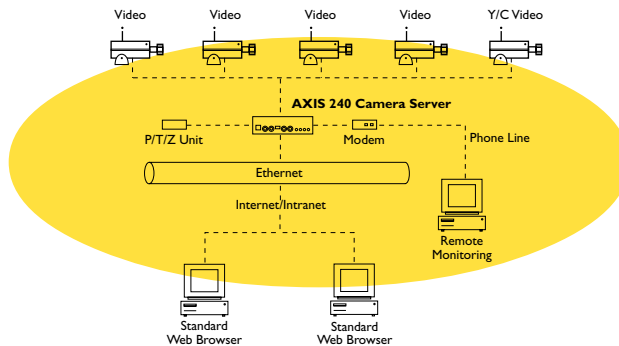 Video
Video
Video
Video
Y/C Video
AXIS 240 Camera Server
P/T/Z Unit
Modem
Phone Line
Ethernet
Internet/Intranet
Remote
Monitoring
Standard
Web Browser
Standard
Web Browser